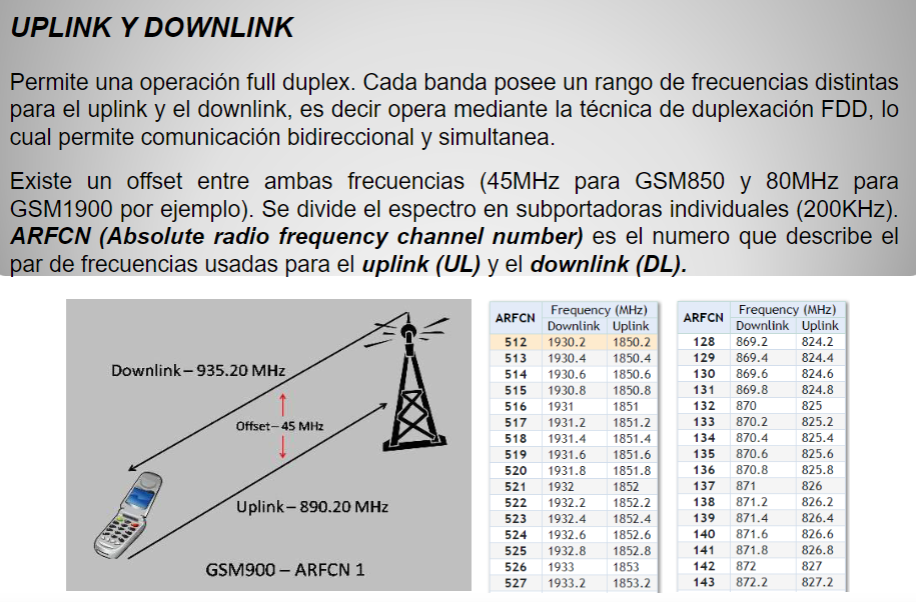 UPLINK Y DOWNLINK
Permite una operación full duplex. Cada banda posee un rango de frecuencias distintas
para el uplink y el downlink, es decir opera mediante la técnica de duplexación FDD, lo
cual permite comunicación bidireccional y simultanea.
Existe un offset entre ambas frecuencias (45MHz para GSM850 y 80MHz para
GSM1900 por ejemplo). Se divide el espectro en subportadoras individuales (200KHz).
ARFCN (Absolute radio frequency channel number) es el numero que describe el
par de frecuencias usadas para el uplink (UL) y el downlink (DL).
Downlink – 935.20 MHz
Offset – 45 MHz
Uplink – 890.20 MHz
GSM900 – ARFCN 1
ARFCN Frequency (MHz)
Downlink Uplink
512 1930.2 1850.2
513 1930.4 1850.4
514 1930.6 1850.6
515 1930.8 1850.8
516 1931 1851
517 1931.2 1851.2
518 1931.4 1851.4
519 1931.6 1851.6
520 1931.8 1851.8
521 1932 1852
522 1932.2 1852.2
523 1932.4 1852.4
524 1932.6 1852.6
525 1932.8 1852.8
526 1933 1853
527 1933.2 1853.2
ARFCN Frequency (MHz)
Downlink Uplink
128 869.2 824.2
129 869.4 824.4
130 869.6 824.6
131 869.8 824.8
132 870 825
133 870.2 825.2
134 870.4 825.4
135 870.6 825.6
136 870.8 825.8
137 871 826
138 871.2 826.2
139 871.4 826.4
140 871.6 826.6
141 871.8 826.8
142 872 827
143 872.2 827.2